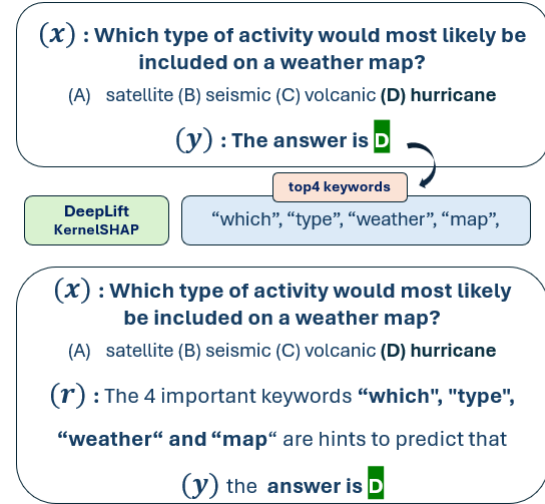 (x) : Which type of activity would most likely be
included on a weather map?
(A) satellite (B) seismic (C) volcanic (D) hurricane
(y) : The answer is D
top4 keywords
DeepLift
KernelSHAP
“which”, “type”, “weather”, “map”,
(x) : Which type of activity would most likely
be included on a weather map?
(A) satellite (B) seismic (C) volcanic (D) hurricane
(r) : The 4 important keywords “which", "type",
“weather“ and “map“ are hints to predict that
(y) the answer is D